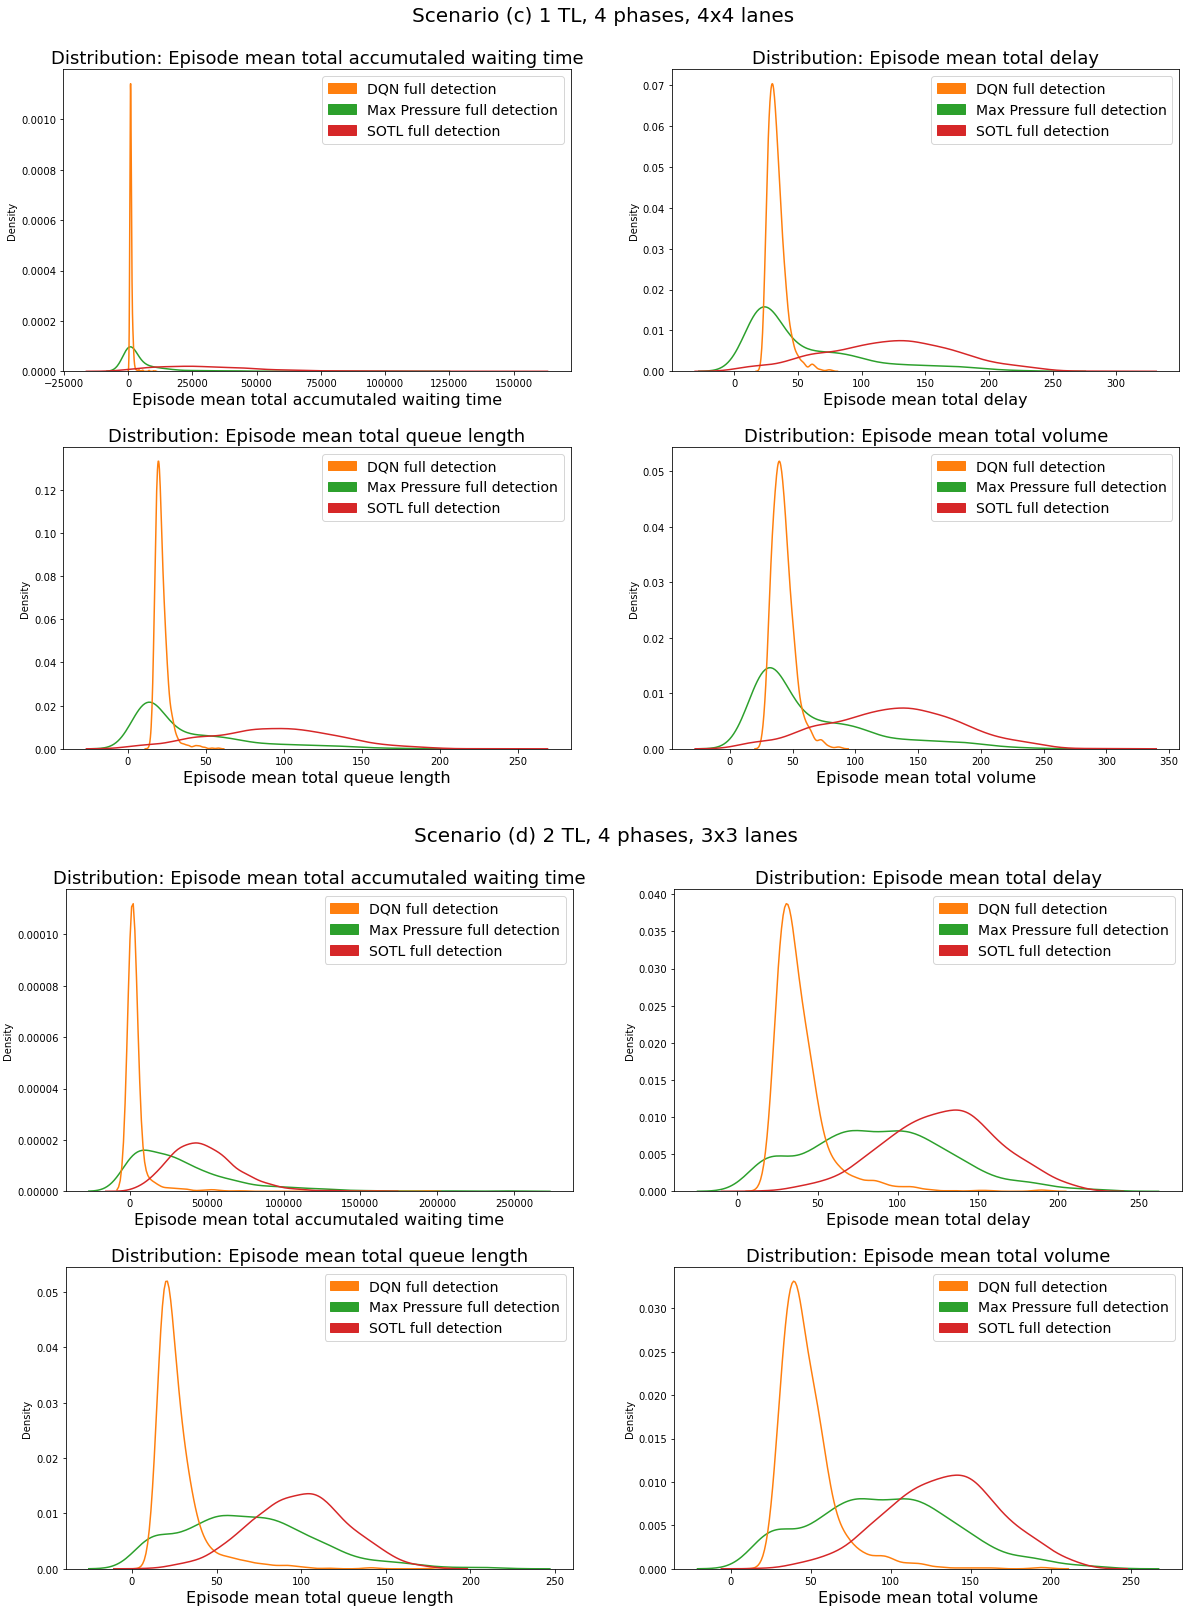 Scenario (c) 1 TL, 4 phases, 4x4 lanes
Distribution: Episode mean total accumutaled waiting time
DQN full detection
Max Pressure full detection
SOTL full detection
0.0010
0.0008
0.0006
0.0004
0.0002
0.0000
Density
−25000 0 25000 50000 75000 100000 125000 150000
Episode mean total accumutaled waiting time
Distribution: Episode mean total delay
DQN full detection
Max Pressure full detection
SOTL full detection
0.07
0.06
0.05
0.04
0.03
0.02
0.01
0.00
Density
0 50 100 150 200 250 300
Episode mean total delay
Distribution: Episode mean total queue length
DQN full detection
Max Pressure full detection
SOTL full detection
0.12
0.10
0.08
0.06
0.04
0.02
0.00
Density
0 50 100 150 200 250
Episode mean total queue length
Distribution: Episode mean total volume
DQN full detection
Max Pressure full detection
SOTL full detection
0.05
0.04
0.03
0.02
0.01
0.00
Density
0 50 100 150 200 250 300 350
Episode mean total volume
Scenario (d) 2 TL, 4 phases, 3x3 lanes
Distribution: Episode mean total accumutaled waiting time
DQN full detection
Max Pressure full detection
SOTL full detection
0.00010
0.00008
0.00006
0.00004
0.00002
0.00000
Density
0 50000 100000 150000 200000 250000
Episode mean total accumutaled waiting time
Distribution: Episode mean total delay
DQN full detection
Max Pressure full detection
SOTL full detection
0.040
0.035
0.030
0.025
0.020
0.015
0.010
0.005
0.000
Density
0 50 100 150 200 250
Episode mean total delay
Distribution: Episode mean total queue length
DQN full detection
Max Pressure full detection
SOTL full detection
0.05
0.04
0.03
0.02
0.01
0.00
Density
0 50 100 150 200 250
Episode mean total queue length
Distribution: Episode mean total volume
DQN full detection
Max Pressure full detection
SOTL full detection
0.030
0.025
0.020
0.015
0.010
0.005
0.000
Density
0 50 100 150 200 250
Episode mean total volume